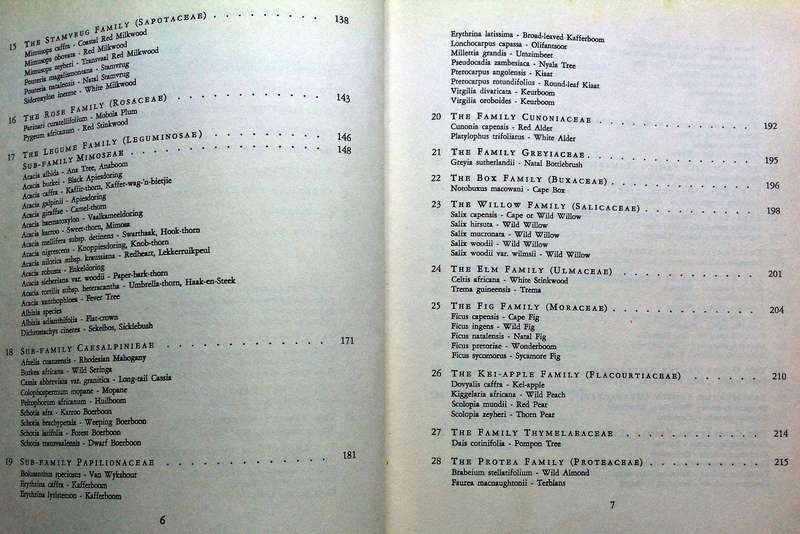 15 THE STAMVRUG FAMILY (SAPOTACEAE) . . . . . . . . 138
Mimusops caffra - Coastal Red Milkwood
Mimusops obovata - Red Milkwood
Mimusops zeyheri - Transvaal Red Milkwood
Pouteria magalismontana - Stamvrug
Pouteria natalensis - Natal Stamvrug
Sideroxylon inerme - White Milkwood
16 THE ROSE FAMILY (ROSACEAE) . . . . . . . . . . 143
Parinari curatellifolium - Mobola Plum
Pygeum africanum - Red Stinkwood
17 THE LEGUME FAMILY (LEGUMINOSAE) . . . . . . . . 146
SUB-FAMILY MIMOSEAE . . . . . . . . . . . . 148
Acacia albida - Ana Tree, Anaboom
Acacia burkei - Black Apiesdoring
Acacia caffra - Kaffir-thorn, Kaffer-wag-'n-bietjie
Acacia galpinii - Apiesdoring
Acacia giraffae - Camel-thorn
Acacia haematoxylon - Vaalkameeldoring
Acacia karroo - Sweet-thorn, Mimosa
Acacia mellifera subsp. detinens - Swarthaak, Hook-thorn
Acacia nigrescens - Knoppiesdoring, Knob-thorn
Acacia nilotica subsp. kraussiana - Redheart, Lekkerruikpeul
Acacia robusta - Enkeldoring
Acacia sieberiana var. woodii - Paper-bark-thorn
Acacia tortilis subsp. heteracantha - Umbrella-thorn, Haak-en-Steek
Acacia xanthophloea - Fever Tree
Albizia species
Albizia adianthifolia - Flat-crown
Dichrostachys cinerea - Sekelbos, Sicklebush
18 SUB-FAMILY CAESALPINIEAE . . . . . . . . . . . 171
Afzelia cuanzensis - Rhodesian Mahogany
Burkea africana - Wild Seringa
Cassia abbreviata var. granitica - Long-tail Cassia
Colophospermum mopane - Mopane
Peltophorum africanum - Huilboom
Schotia afra - Karroo Boerboon
Schotia brachypetala - Weeping Boerboon
Schotia latifolia - Forest Boerboon
Schotia transvaalensis - Dwarf Boerboon
19 SUB-FAMILY PAPILIONACEAE . . . . . . . . . . . 181
Bolusanthus speciosus - Van Wykshout
Erythrina caffra - Kafferboom
Erythrina lysistemon - Kafferboom
6
Erythrina latissima - Broad-leaved Kafferboom
Lonchocarpus capassa - Olifantsoor
Millettia grandis - Umzimbeet
Pseudocadia zambesiaca - Nyala Tree
Pterocarpus angolensis - Kiaat
Pterocarpus rotundifolius - Round-leaf Kiaat
Virgilia divaricata - Keurboom
Virgilia oroboides - Keurboom
20 THE FAMILY CUNONIACEAE . . . . . . . . . . . . 192
Cunonia capensis - Red Alder
Platylophus trifoliatus - White Alder
21 THE FAMILY GREYIACEAE . . . . . . . . . . . . 195
Greyia sutherlandii - Natal Bottlebrush
22 THE BOX FAMILY (BUXACEAE) . . . . . . . . . . . 196
Notobuxus macowani - Cape Box
23 THE WILLOW FAMILY (SALICACEAE) . . . . . . . . . 198
Salix capensis - Cape or Wild Willow
Salix hirsuta - Wild Willow
Salix mucronata - Wild Willow
Salix woodii - Wild Willow
Salix woodii var. wilmsii - Wild Willow
24 THE ELM FAMILY (ULMACEAE) . . . . . . . . . . . 201
Celtis africana - White Stinkwood
Trema guineensis - Trema
25 THE FIG FAMILY (MORACEAE) . . . . . . . . . . . 204
Ficus capensis - Cape Fig
Ficus ingens - Wild Fig
Ficus natalensis - Natal Fig
Ficus pretoriae - Wonderboom
Ficus sycomorus - Sycamore Fig
26 THE KEI-APPLE FAMILY (FLACOURTIACEAE) . . . . . . 210
Dovyalis caffra - Kei-apple
Kiggelaria africana - Wild Peach
Scolopia mundii - Red Pear
Scolopia zeyheri - Thorn Pear
27 THE FAMILY THYMELAEACEAE . . . . . . . . . . . 214
Dais cotinifolia - Pompon Tree
28 THE PROTEA FAMILY (PROTEACEAE) . . . . . . . . . 215
Brabeium stellatifolium - Wild Almond
Faurea macnaughtonii - Terblans
7